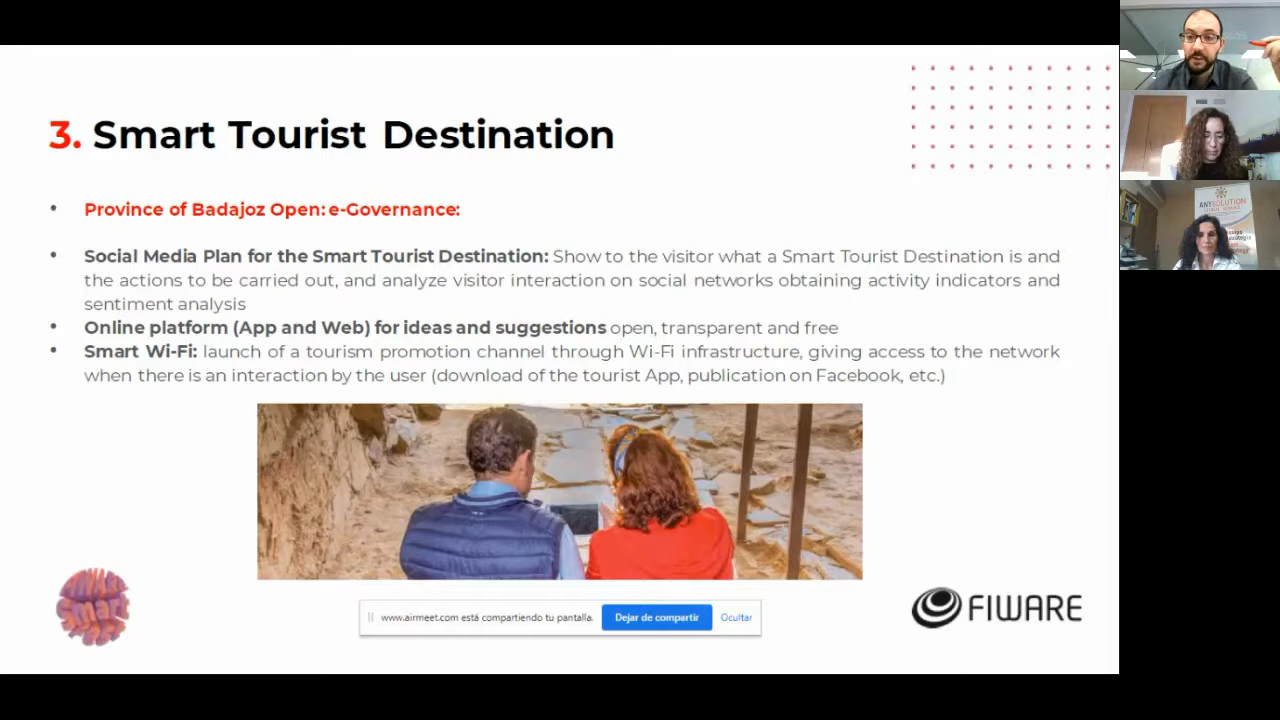 3. Smart Tourist Destination
• Province of Badajoz Open: e-Governance:
• Social Media Plan for the Smart Tourist Destination: Show to the visitor what a Smart Tourist Destination is and
the actions to be carried out, and analyze visitor interaction on social networks obtaining activity indicators and
sentiment analysis
• Online platform (App and Web) for ideas and suggestions open, transparent and free
• Smart Wi-Fi: launch of a tourism promotion channel through Wi-Fi infrastructure, giving access to the network
when there is an interaction by the user (download of the tourist App, publication on Facebook, etc.)
www.airmeet.com está compartiendo tu pantalla.
Dejar de compartir
Ocultar
FIWARE
Smart
ANYSOLUTION